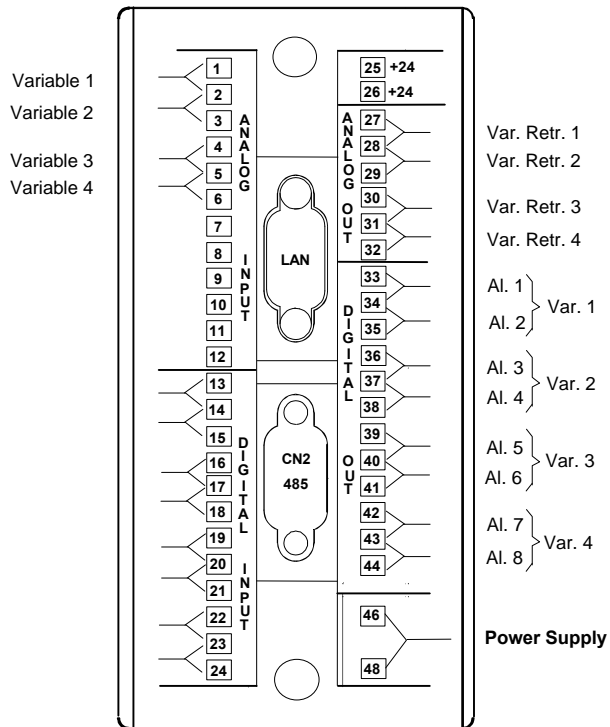 Variable 1
Variable 2
Variable 3
Variable 4
1
2
3
4
5
6
7
8
9
10
11
12
ANALOG INPUT
13
14
15
16
17
18
19
20
21
22
23
24
DIGITAL INPUT
LAN
CN2
485
25 +24
26 +24
27
28
29
30
31
32
ANALOG OUT
33
34
35
36
37
38
39
40
41
42
43
44
DIGITAL OUT
46
48
Var. Retr. 1
Var. Retr. 2
Var. Retr. 3
Var. Retr. 4
Al. 1
Al. 2
Var. 1
Al. 3
Al. 4
Var. 2
Al. 5
Al. 6
Var. 3
Al. 7
Al. 8
Var. 4
Power Supply